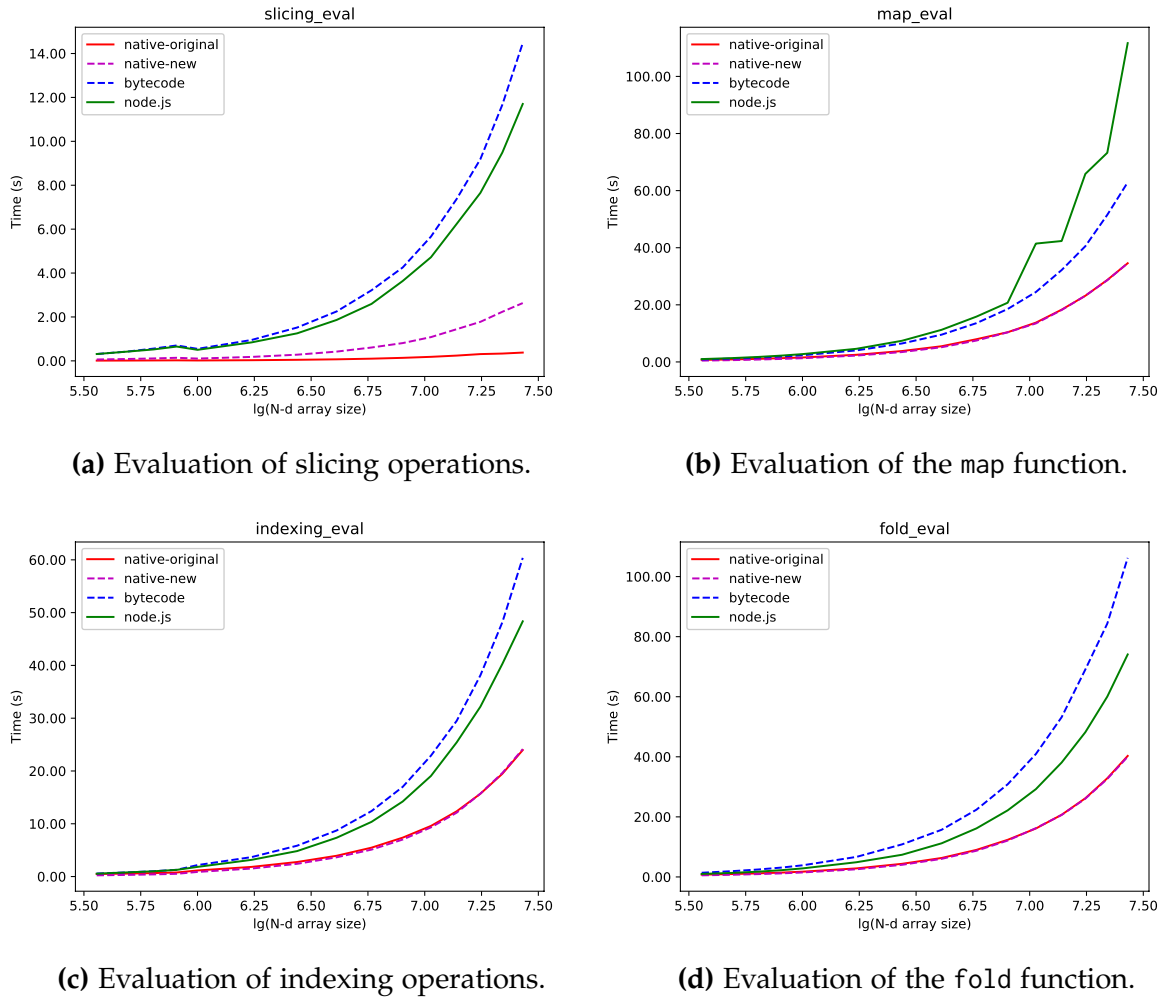 slicing_eval
14.00
12.00
10.00
8.00
6.00
4.00
2.00
0.00
Time (s)
native-original
native-new
bytecode
node.js
5.50 5.75 6.00 6.25 6.50 6.75 7.00 7.25 7.50
lg(N-d array size)
(a) Evaluation of slicing operations.
map_eval
100.00
80.00
60.00
40.00
20.00
0.00
Time (s)
native-original
native-new
bytecode
node.js
5.50 5.75 6.00 6.25 6.50 6.75 7.00 7.25 7.50
lg(N-d array size)
(b) Evaluation of the map function.
indexing_eval
60.00
50.00
40.00
30.00
20.00
10.00
0.00
Time (s)
native-original
native-new
bytecode
node.js
5.50 5.75 6.00 6.25 6.50 6.75 7.00 7.25 7.50
lg(N-d array size)
(c) Evaluation of indexing operations.
fold_eval
100.00
80.00
60.00
40.00
20.00
0.00
Time (s)
native-original
native-new
bytecode
node.js
5.50 5.75 6.00 6.25 6.50 6.75 7.00 7.25 7.50
lg(N-d array size)
(d) Evaluation of the fold function.